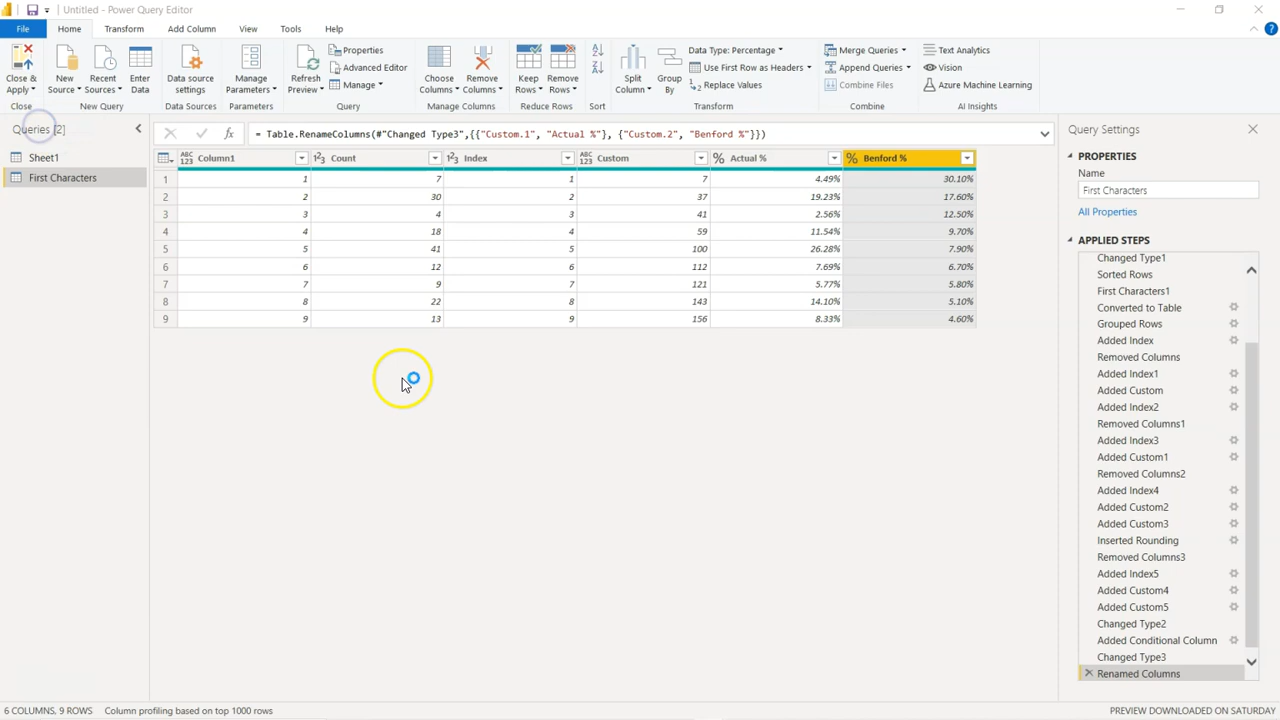 Untitled - Power Query Editor
File Home Transform Add Column View Tools Help
Close & Apply
New Source
Recent Sources
Enter Data
Data source settings
Manage Parameters
Refresh Preview
Properties
Advanced Editor
Manage
Choose Columns
Remove Columns
Keep Rows
Remove Rows
Split Column
Group By
Data Type: Percentage
Use First Row as Headers
Replace Values
Merge Queries
Append Queries
Combine Files
Text Analytics
Vision
Azure Machine Learning
Close New Query Data Sources Parameters Query Manage Columns Reduce Rows Sort Transform Combine AI Insights
Queries [2]
Sheet1
First Characters
= Table.RenameColumns(#"Changed Type3",{{"Custom.1", "Actual %"}, {"Custom.2", "Benford %"}})
ABC 123 Column1 123 Count 123 Index ABC 123 Custom % Actual % % Benford %
1 1 7 1 7 4.49% 30.10%
2 2 30 2 37 19.23% 17.60%
3 3 4 3 41 2.56% 12.50%
4 4 18 4 59 11.54% 9.70%
5 5 41 5 100 26.28% 7.90%
6 6 12 6 112 7.69% 6.70%
7 7 9 7 121 5.77% 5.80%
8 8 22 8 143 14.10% 5.10%
9 9 13 9 156 8.33% 4.60%
Query Settings
PROPERTIES
Name
First Characters
All Properties
APPLIED STEPS
Changed Type1
Sorted Rows
First Characters1
Converted to Table
Grouped Rows
Added Index
Removed Columns
Added Index1
Added Custom
Added Index2
Removed Columns1
Added Index3
Added Custom1
Removed Columns2
Added Index4
Added Custom2
Added Custom3
Inserted Rounding
Removed Columns3
Added Index5
Added Custom4
Added Custom5
Changed Type2
Added Conditional Column
Changed Type3
Renamed Columns
6 COLUMNS, 9 ROWS Column profiling based on top 1000 rows PREVIEW DOWNLOADED ON SATURDAY